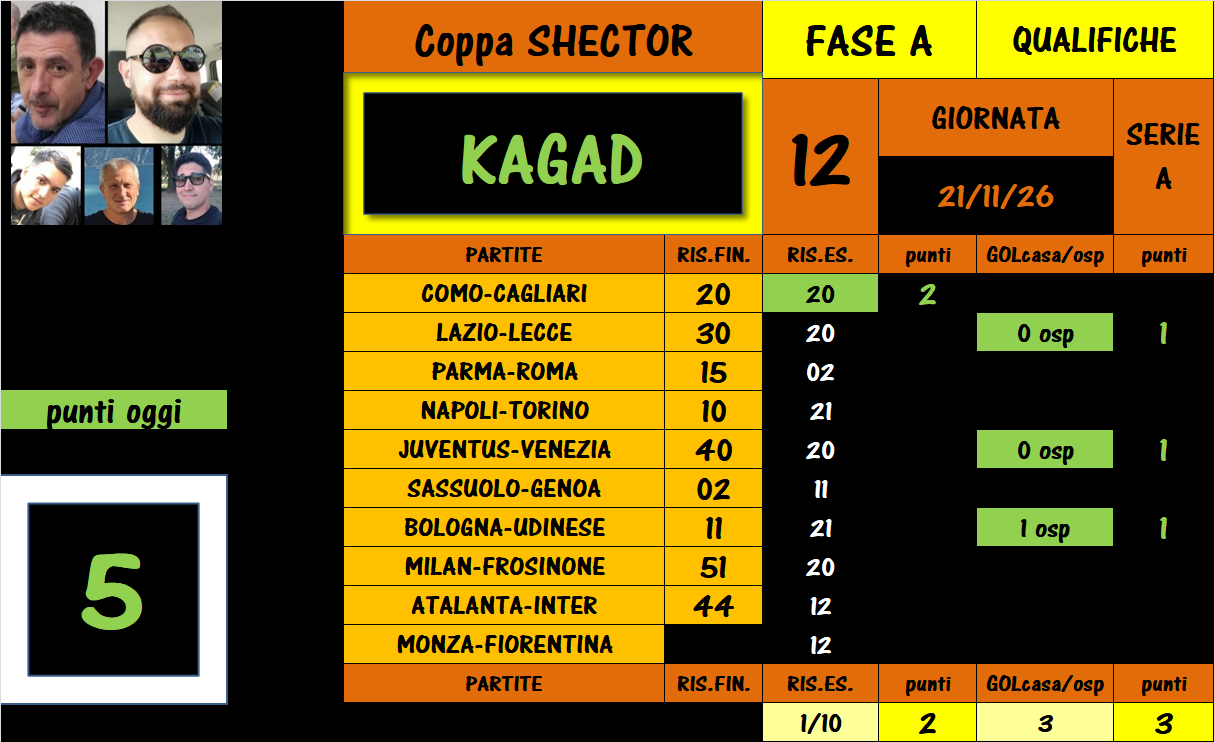 Coppa SHECTOR FASE A QUALIFICHE
KAGAD 12 GIORNATA SERIE A
21/11/26
PARTITE RIS.FIN. RIS.ES. punti GOLcasa/osp punti
COMO-CAGLIARI 20 20 2
LAZIO-LECCE 30 20 0 osp 1
PARMA-ROMA 15 02
punti oggi
NAPOLI-TORINO 10 21
JUVENTUS-VENEZIA 40 20 0 osp 1
SASSUOLO-GENOA 02 11
BOLOGNA-UDINESE 11 21 1 osp 1
5
MILAN-FROSINONE 51 20
ATALANTA-INTER 44 12
MONZA-FIORENTINA 12
PARTITE RIS.FIN. RIS.ES. punti GOLcasa/osp punti
1/10 2 3 3